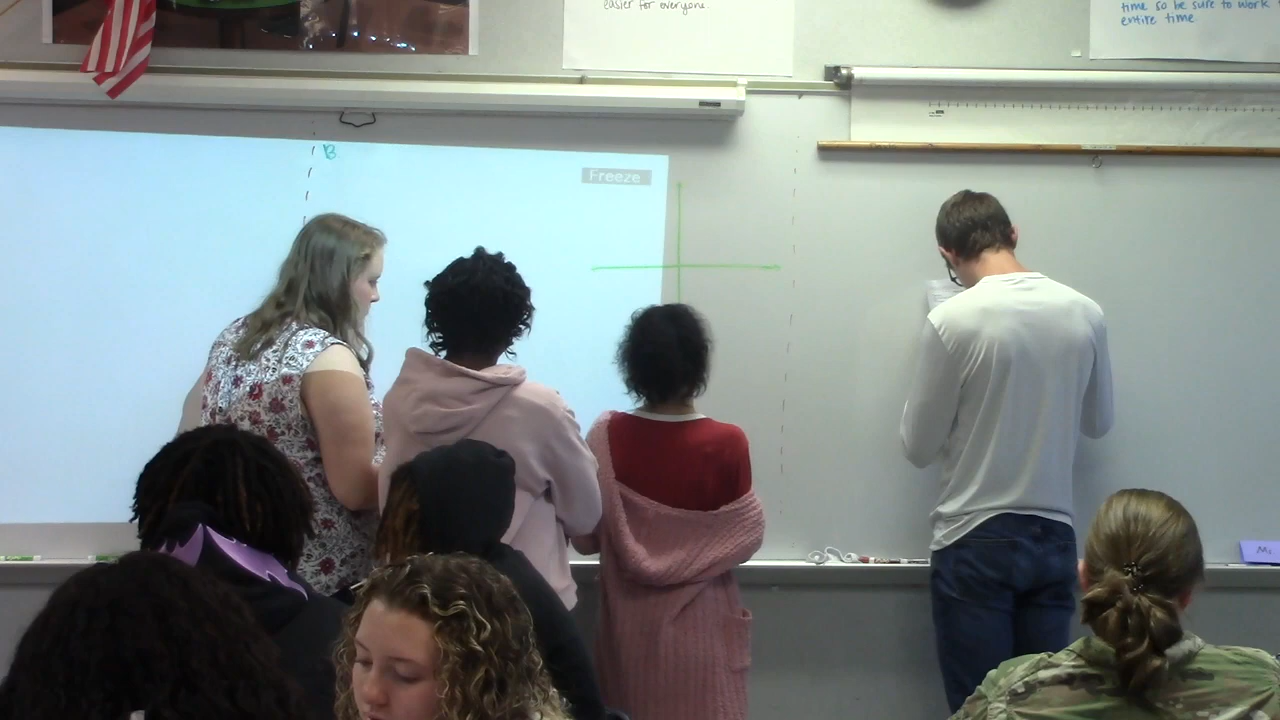 easier for everyone.
time so be sure to work
entire time
B
Freeze